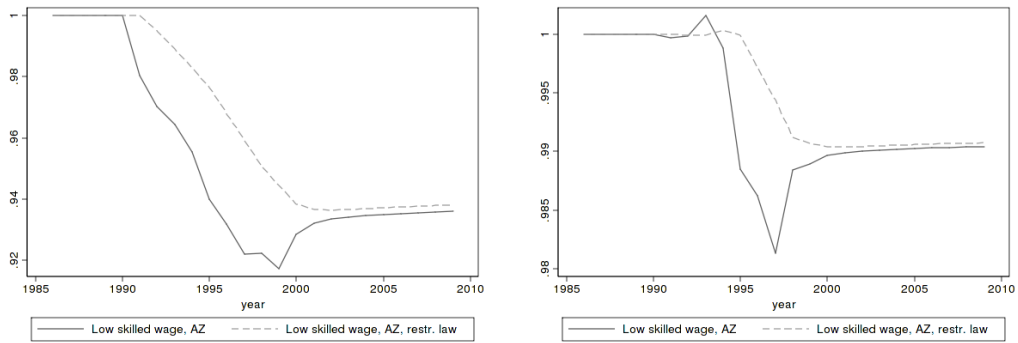 1
.98
.96
.94
.92
1985 1990 1995 2000 2005 2010
year
Low skilled wage, AZ Low skilled wage, AZ, restr. law
1
.995
.99
.985
.98
1985 1990 1995 2000 2005 2010
year
Low skilled wage, AZ Low skilled wage, AZ, restr. law